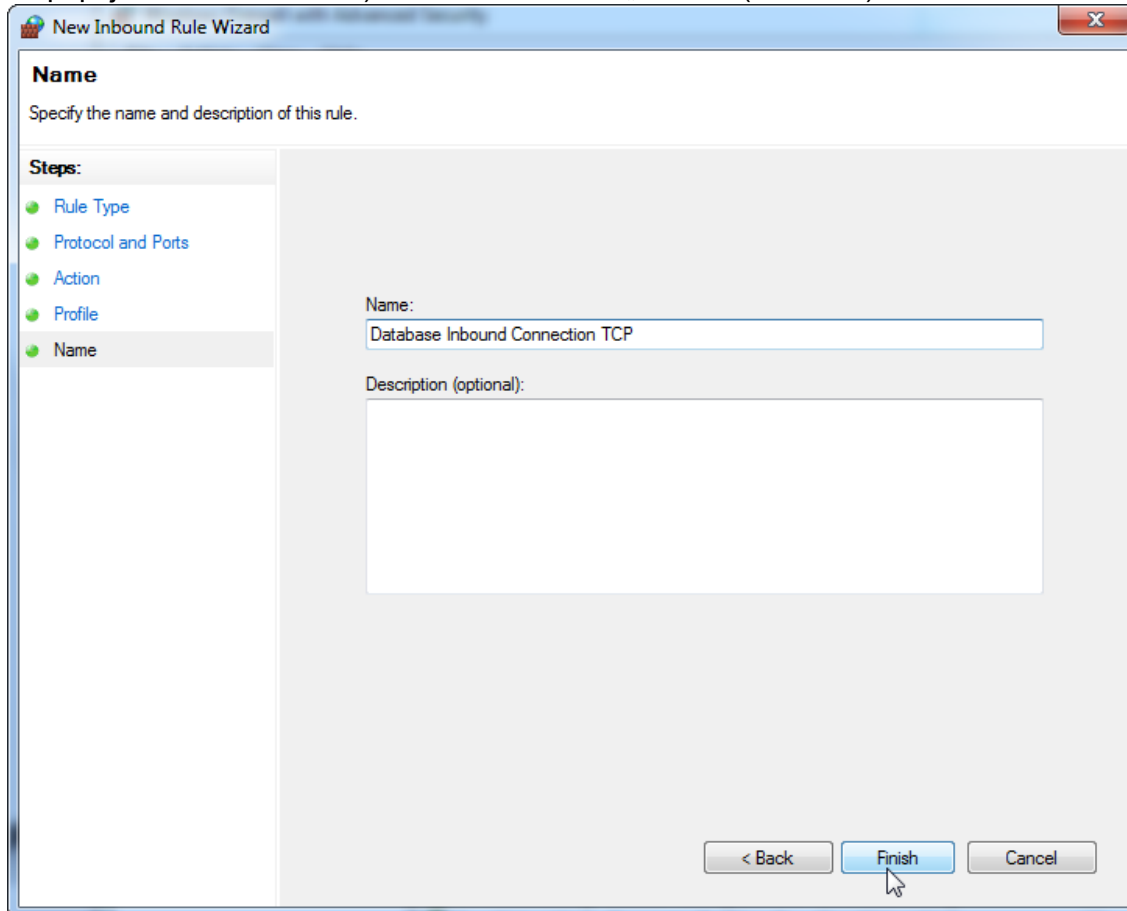 New Inbound Rule Wizard
Name
Specify the name and description of this rule.
Steps:
Rule Type
Protocol and Ports
Action
Profile
Name
Name:
Database Inbound Connection TCP
Description (optional):
< Back
Finish
Cancel